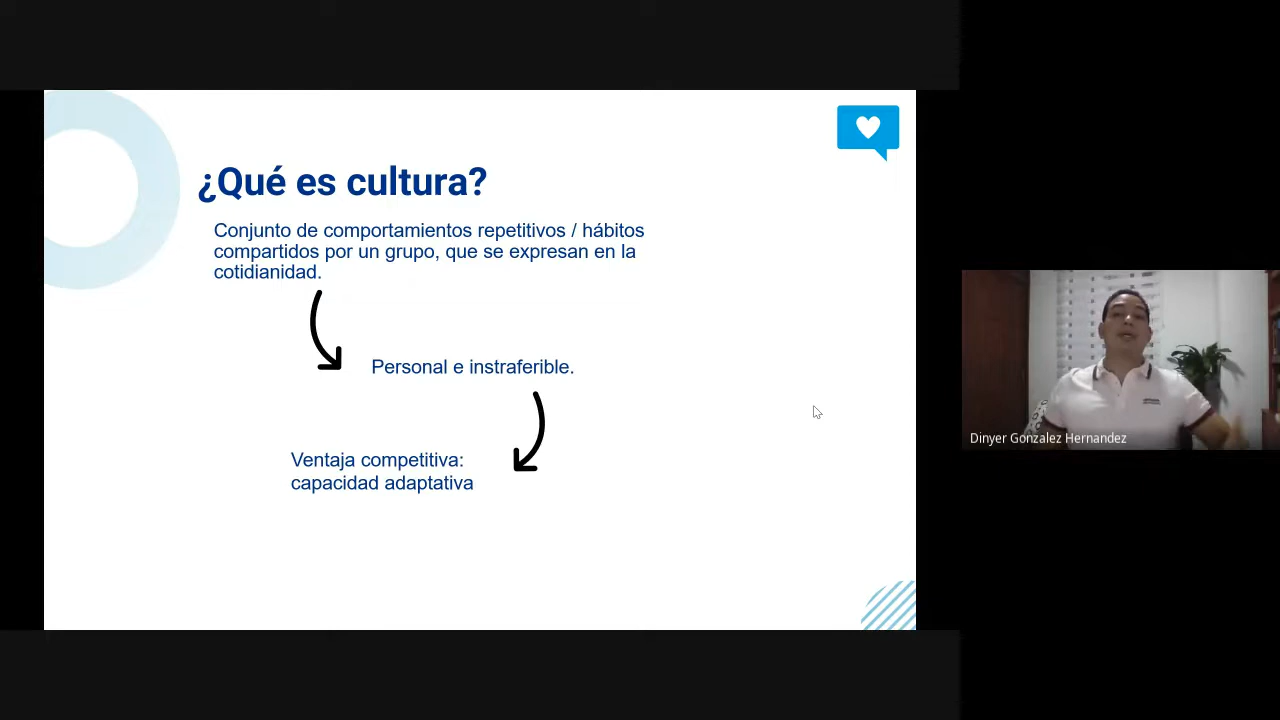 ¿Qué es cultura?
Conjunto de comportamientos repetitivos / hábitos
compartidos por un grupo, que se expresan en la
cotidianidad.
Personal e instraferible.
Ventaja competitiva:
capacidad adaptativa
Dinyer Gonzalez Hernandez